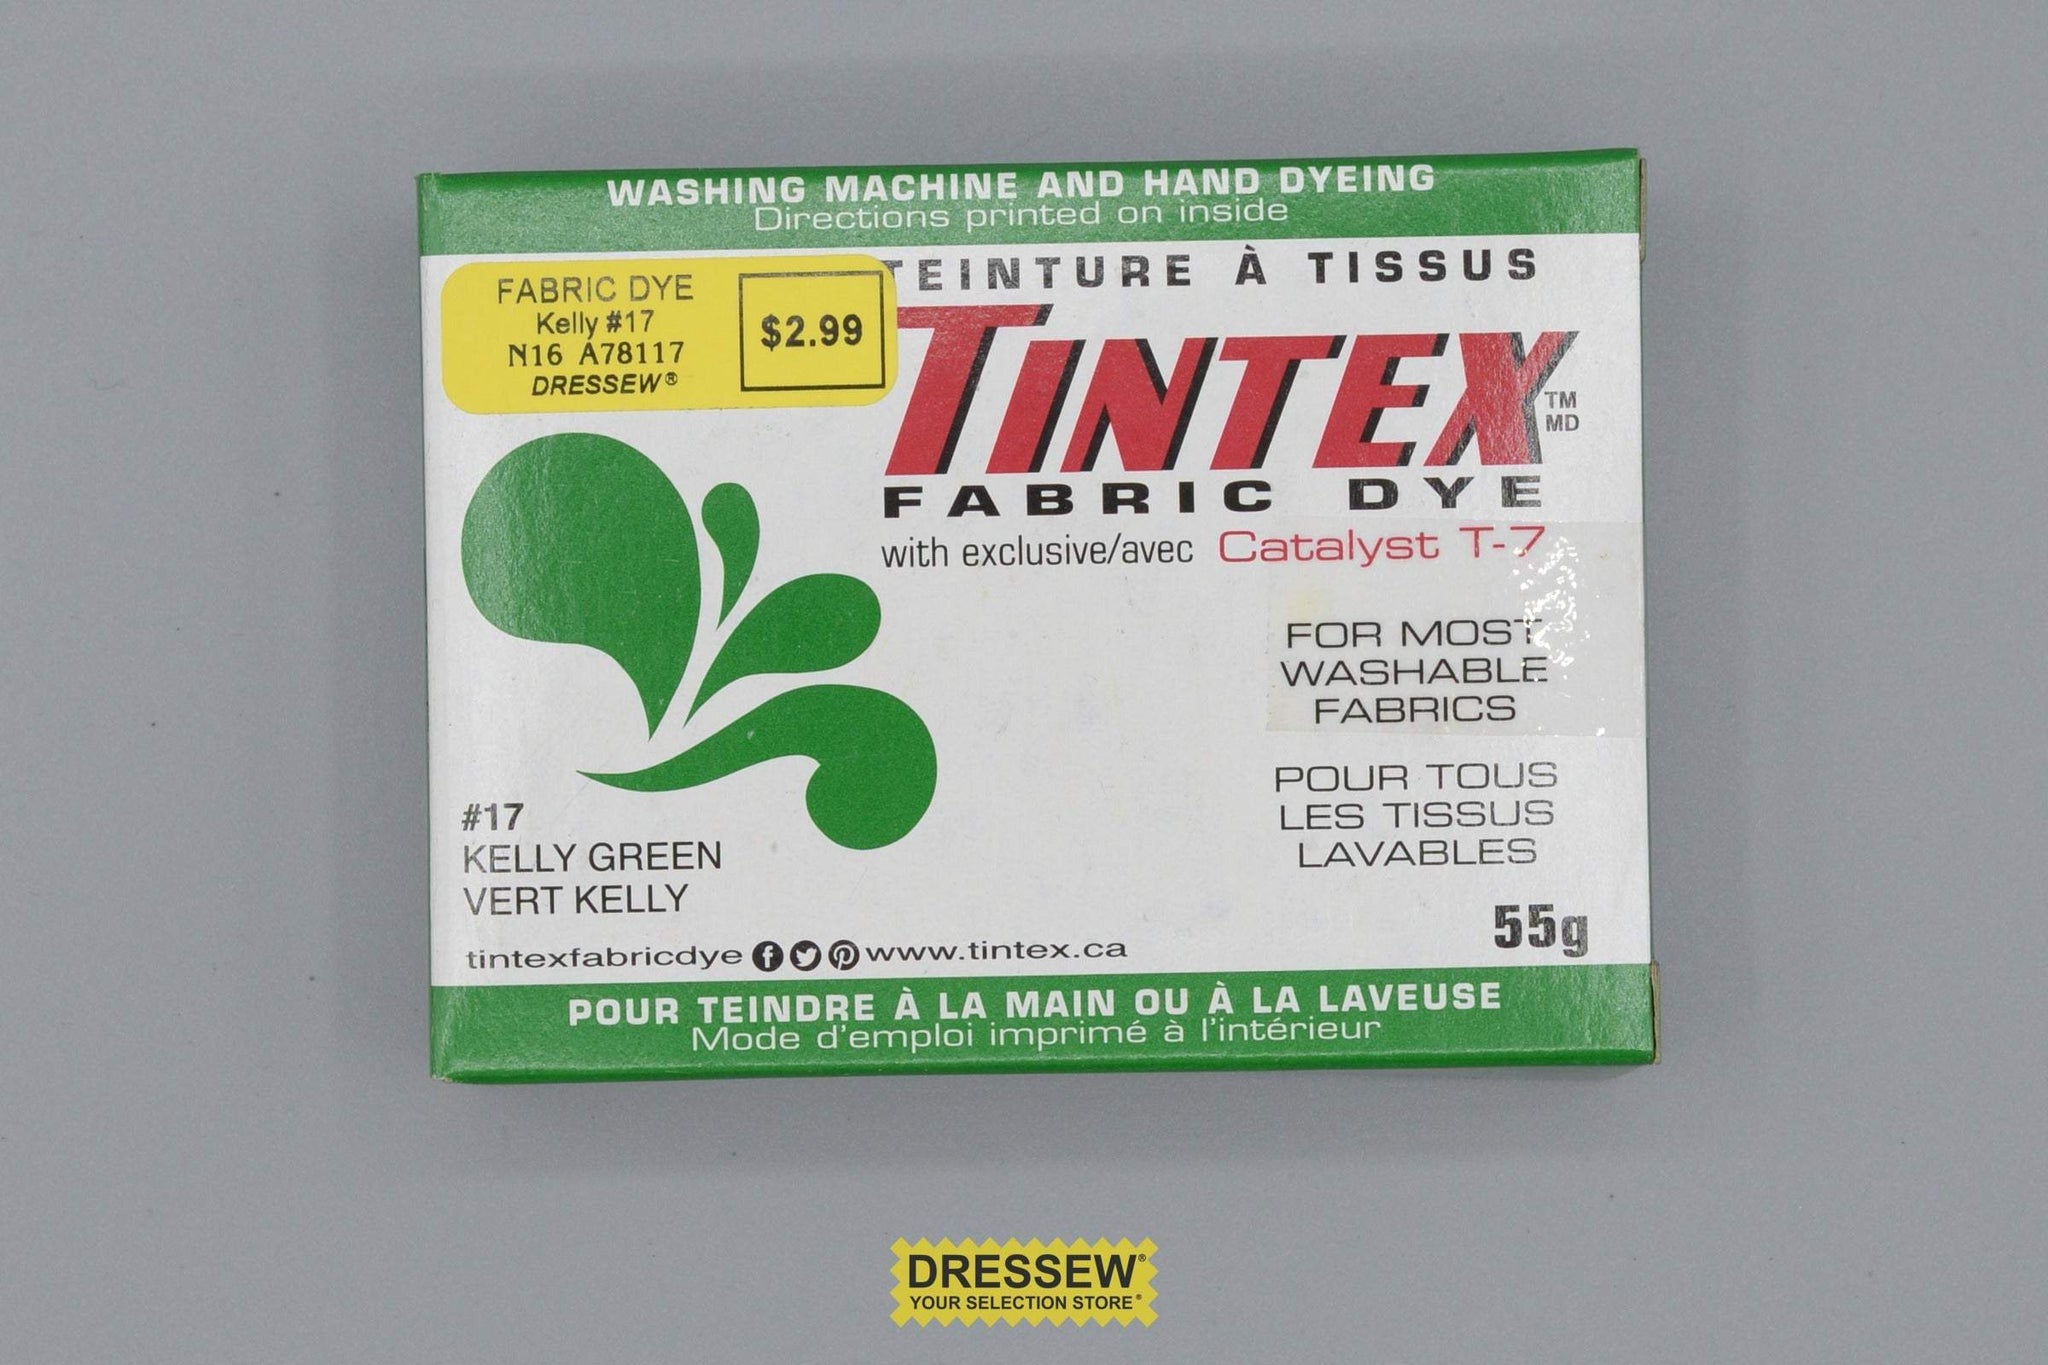 WASHING MACHINE AND HAND DYEING
Directions printed on inside
TEINTURE À TISSUS
FABRIC DYE
Kelly #17
N16 A78117
DRESSEW®
$2.99
TINTEX
TM
MD
FABRIC DYE
with exclusive/avec Catalyst T-7
FOR MOST
WASHABLE
FABRICS
POUR TOUS
LES TISSUS
LAVABLES
#17
KELLY GREEN
VERT KELLY
55g
tintexfabricdye www.tintex.ca
POUR TEINDRE À LA MAIN OU À LA LAVEUSE
Mode d'emploi imprimé à l'intérieur
DRESSEW®
YOUR SELECTION STORE®